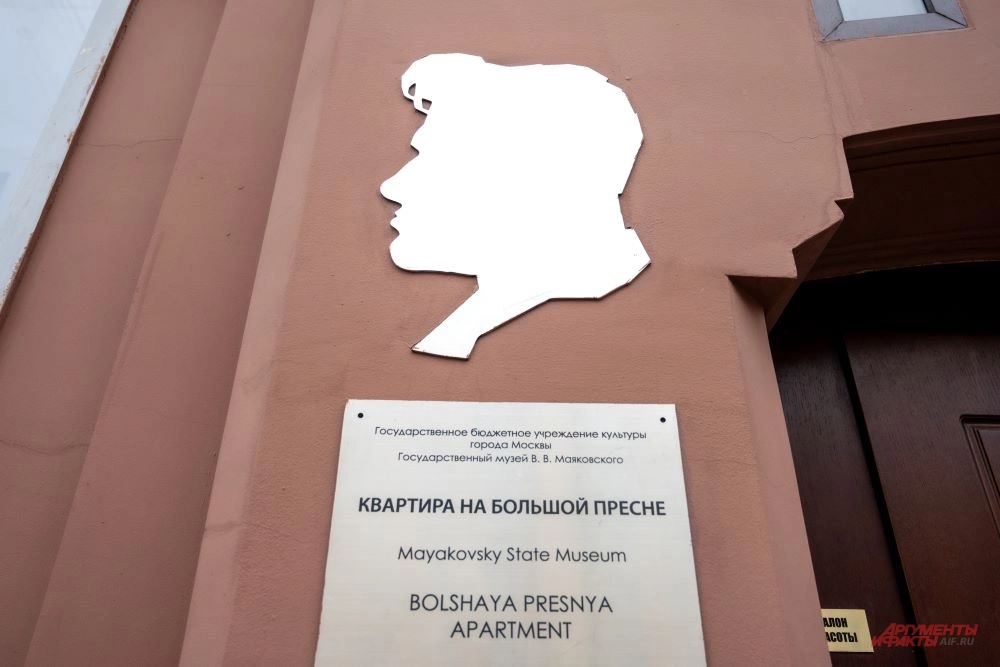 Государственное бюджетное учреждение культуры
города Москвы
Государственный музей В. В. Маяковского
КВАРТИРА НА БОЛЬШОЙ ПРЕСНЕ
Mayakovsky State Museum
BOLSHAYA PRESNYA
APARTMENT
АРГУМЕНТЫ
И ФАКТЫ AIF.RU